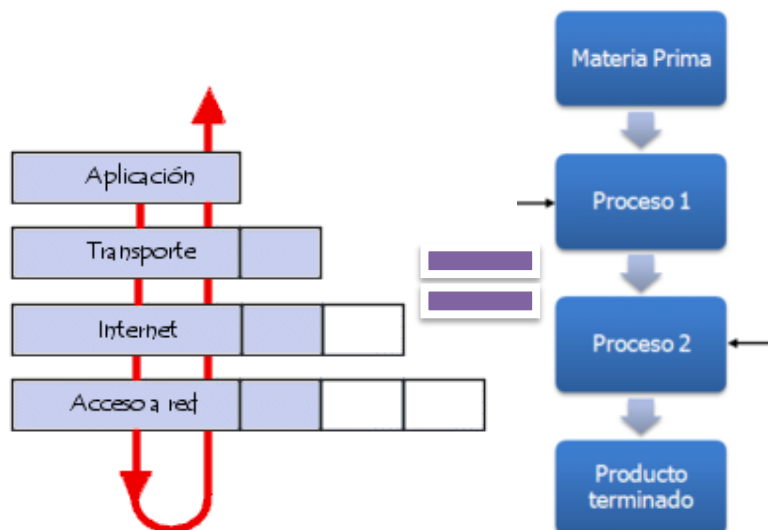 Aplicación
Transporte
Internet
Acceso a red
Materia Prima
Proceso 1
Proceso 2
Producto
terminado